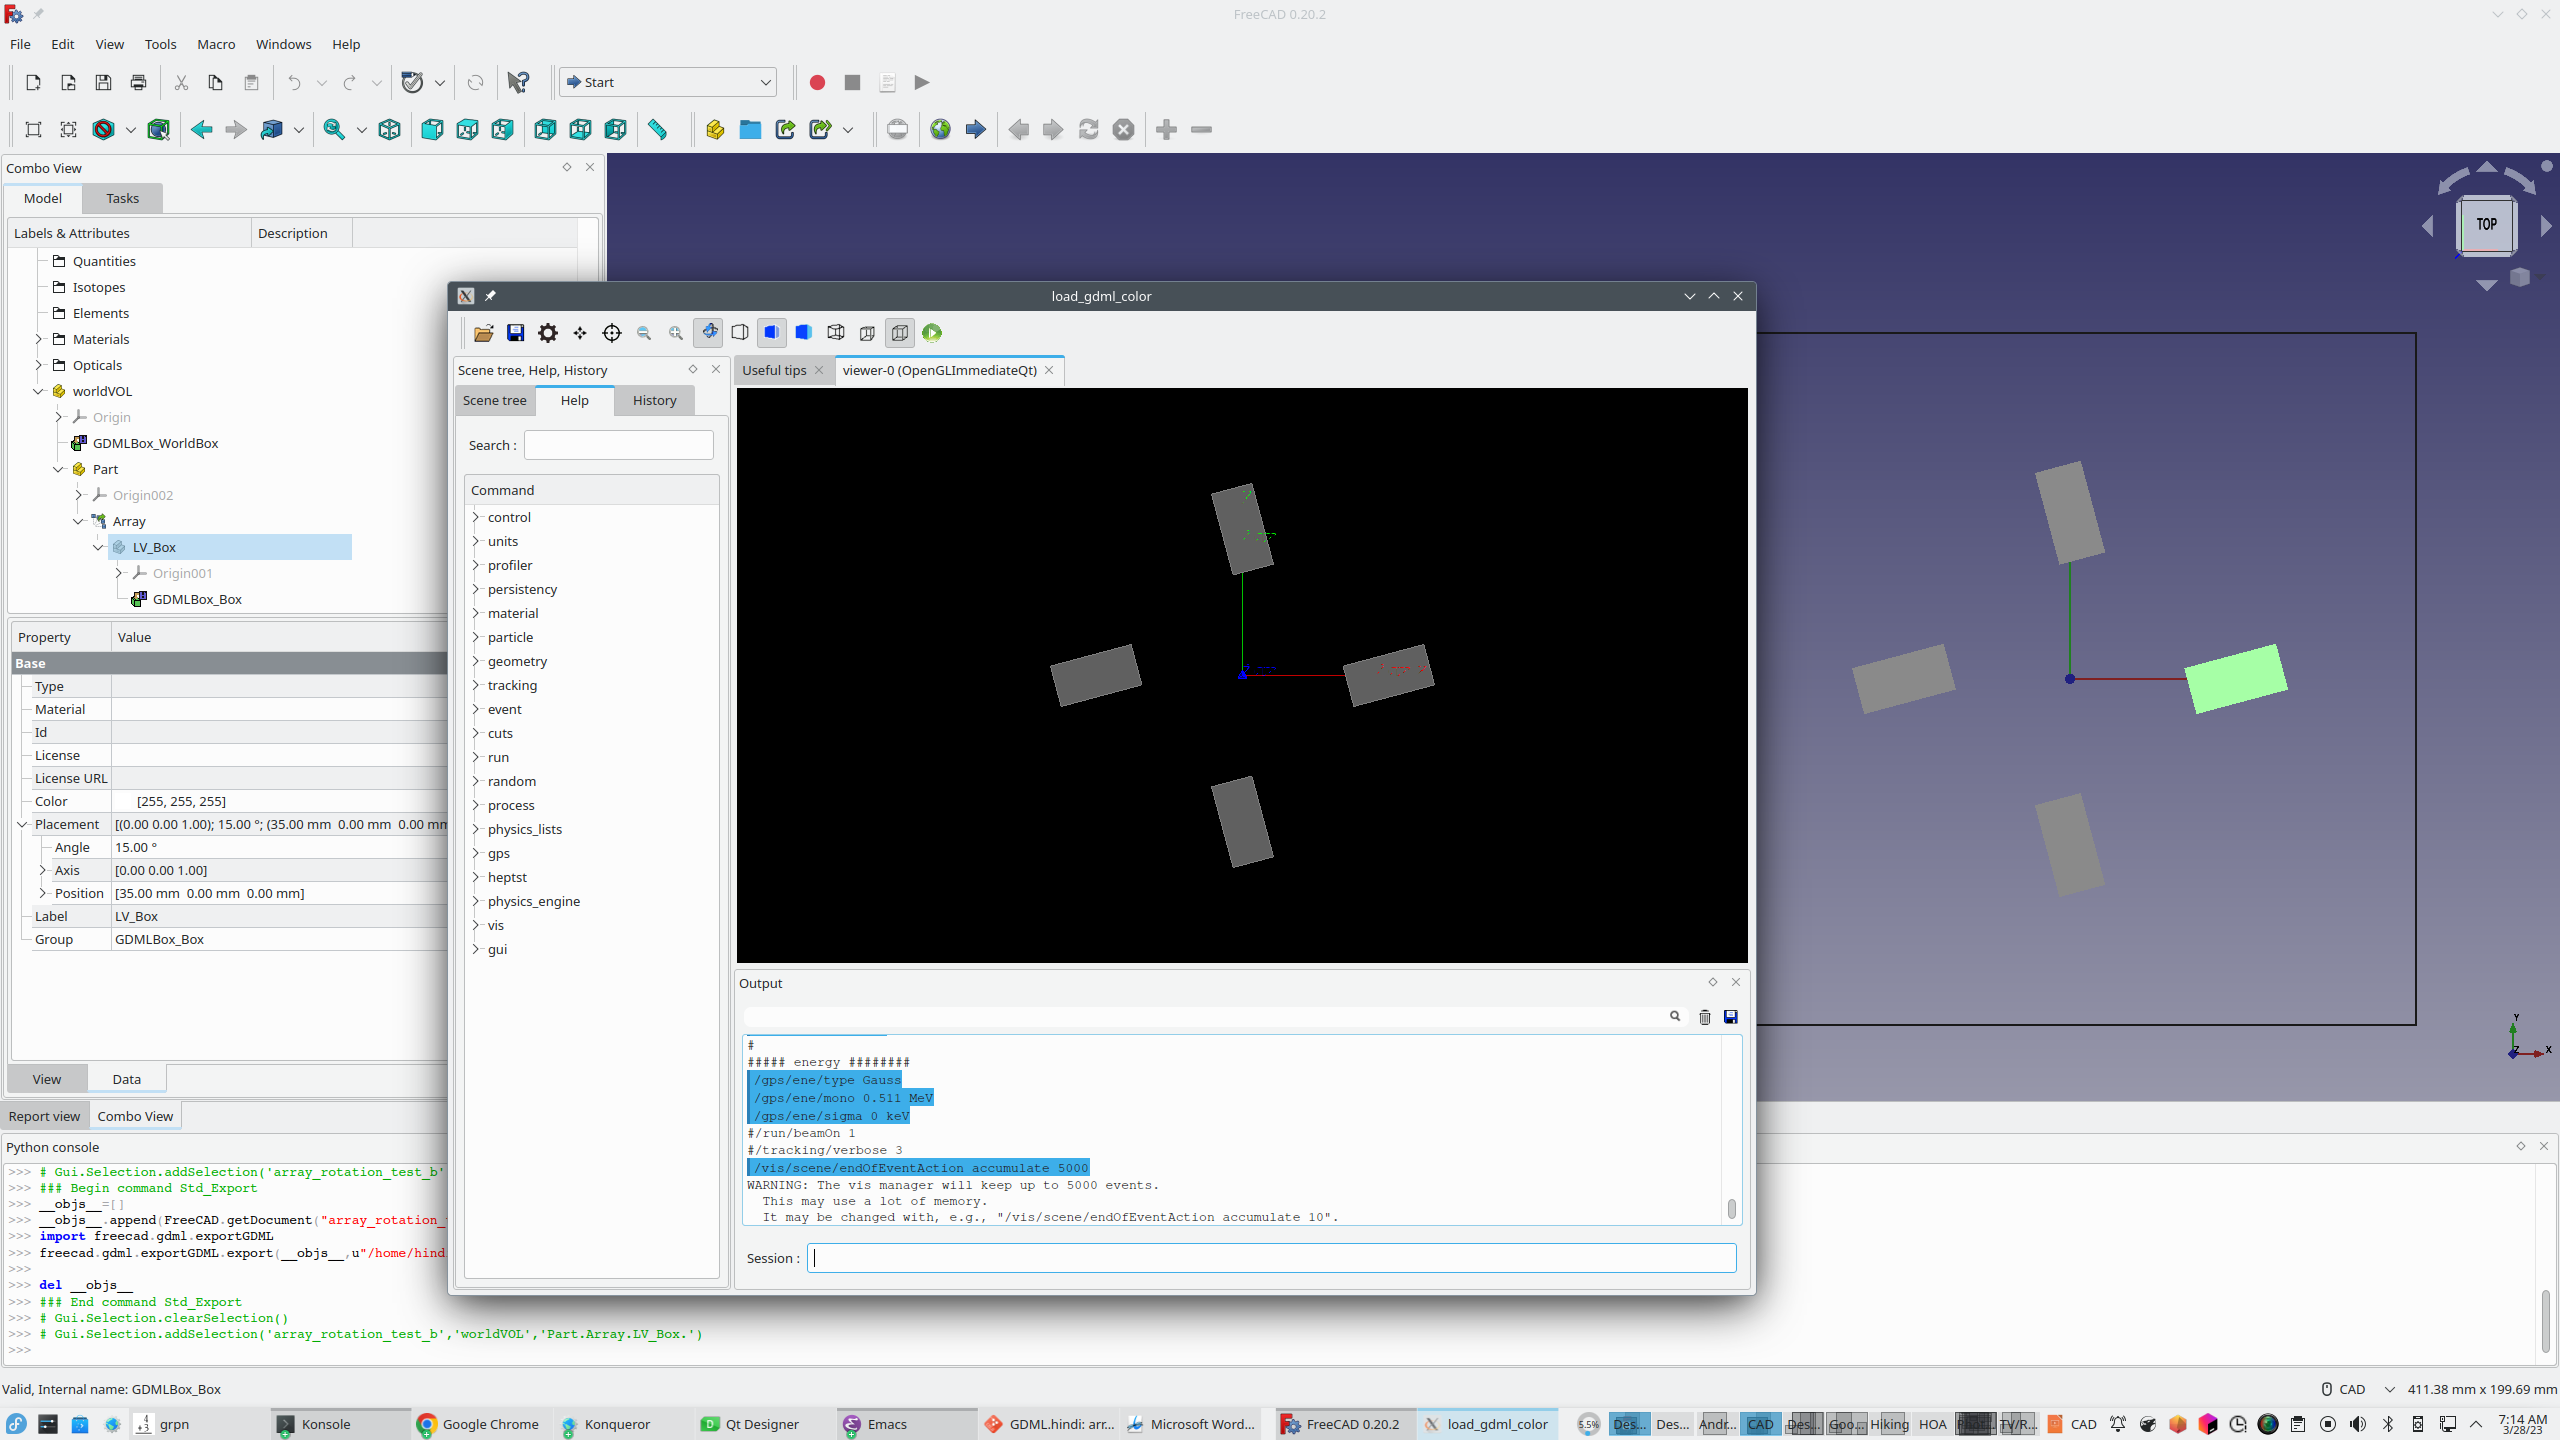 FreeCAD 0.20.2
File Edit View Tools Macro Windows Help
Start
Combo View
Model Tasks
Labels & Attributes Description
Quantities
Isotopes
Elements
Materials
Opticals
worldVOL
Origin
GDMLBox_WorldBox
Part
Origin002
Array
LV_Box
Origin001
GDMLBox_Box
Property Value
Base
Type
Material
Id
License
License URL
Color [255, 255, 255]
Placement [(0.00 0.00 1.00); 15.00 °; (35.00 mm 0.00 mm 0.00 mm
Angle 15.00 °
Axis [0.00 0.00 1.00]
Position [35.00 mm 0.00 mm 0.00 mm]
Label LV_Box
Group GDMLBox_Box
View Data
Report view Combo View
load_gdml_color
Scene tree, Help, History
Scene tree Help History
Search :
Command
control
units
profiler
persistency
material
particle
geometry
tracking
event
cuts
run
random
process
physics_lists
gps
heptst
physics_engine
vis
gui
Useful tips viewer-0 (OpenGLImmediateQt)
Output
#
##### energy ########
/gps/ene/type Gauss
/gps/ene/mono 0.511 MeV
/gps/ene/sigma 0 keV
#/run/beamOn 1
#/tracking/verbose 3
/vis/scene/endOfEventAction accumulate 5000
WARNING: The vis manager will keep up to 5000 events.
This may use a lot of memory.
It may be changed with, e.g., "/vis/scene/endOfEventAction accumulate 10".
Session :
TOP
Y
Z X
Python console
>>> # Gui.Selection.addSelection('array_rotation_test_b'
>>> ### Begin command Std_Export
>>> __objs__=[]
>>> __objs__.append(FreeCAD.getDocument("array_rotation_
>>> import freecad.gdml.exportGDML
>>> freecad.gdml.exportGDML.export(__objs__,u"/home/hind
>>>
>>> del __objs__
>>> ### End command Std_Export
>>> # Gui.Selection.clearSelection()
>>> # Gui.Selection.addSelection('array_rotation_test_b','worldVOL','Part.Array.LV_Box.')
>>>
Valid, Internal name: GDMLBox_Box
CAD 411.38 mm x 199.69 mm
grpn Konsole Google Chrome Konqueror Qt Designer Emacs GDML.hindi: arr... Microsoft Word... FreeCAD 0.20.2 load_gdml_color 5.5% Des... Des... Andr... CAD Des... Goo... Hiking HOA TV/R... CAD 7:14 AM
3/28/23